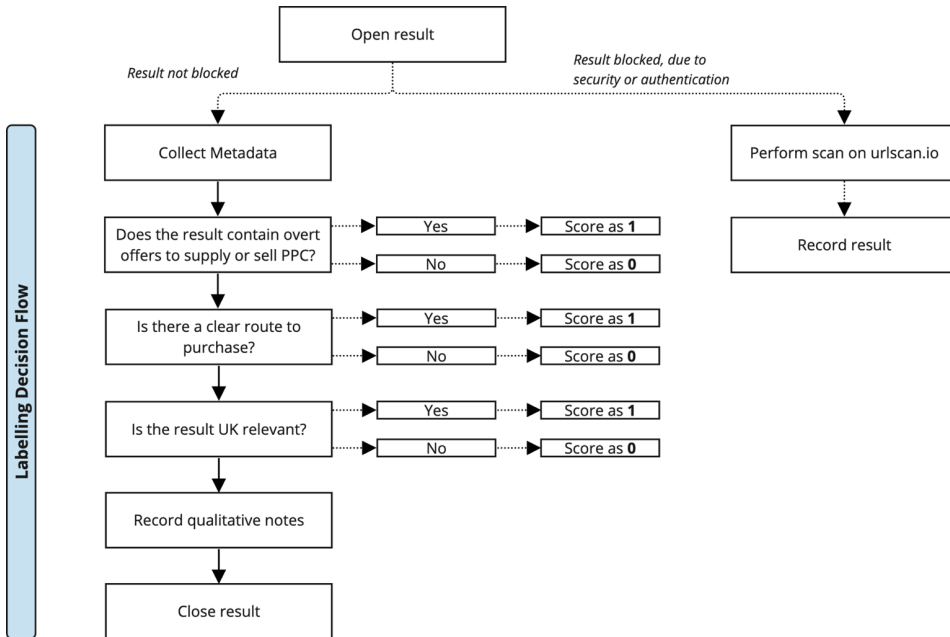 Open result
Result not blocked
Result blocked, due to
security or authentication
Labelling Decision Flow
Collect Metadata
Perform scan on urlscan.io
Does the result contain overt
offers to supply or sell PPC?
Yes
Score as 1
No
Score as 0
Record result
Is there a clear route to
purchase?
Yes
Score as 1
No
Score as 0
Is the result UK relevant?
Yes
Score as 1
No
Score as 0
Record qualitative notes
Close result